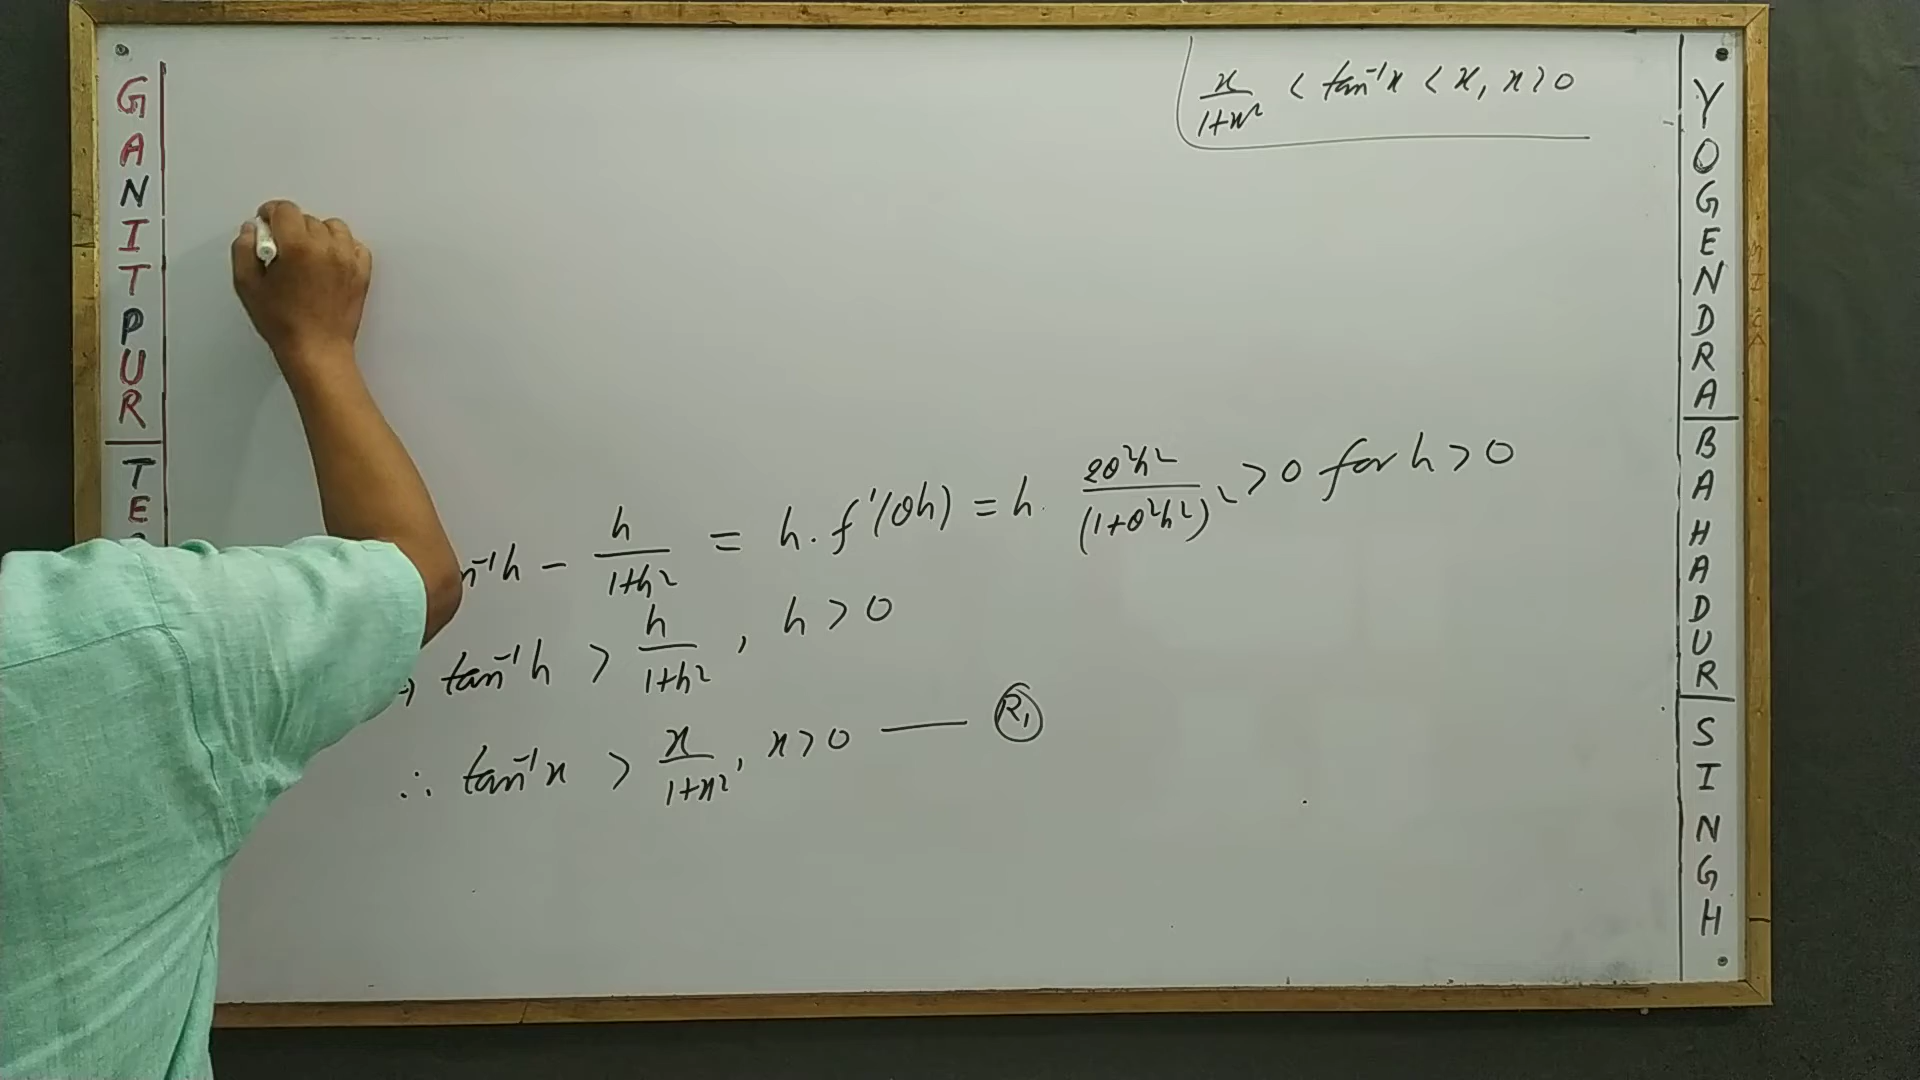 x/(1+x²) < tan⁻¹x < x, x>0
GANITPUR
n⁻¹h − h/(1+h²) = h. f'(θh) = h. 2θ²h²/(1+θ²h²)² > 0 for h>0
tan⁻¹h > h/(1+h²), h>0
∴ tan⁻¹x > x/(1+x²), x>0 —— R₁
YOGENDRA
BAHADUR
SINGH